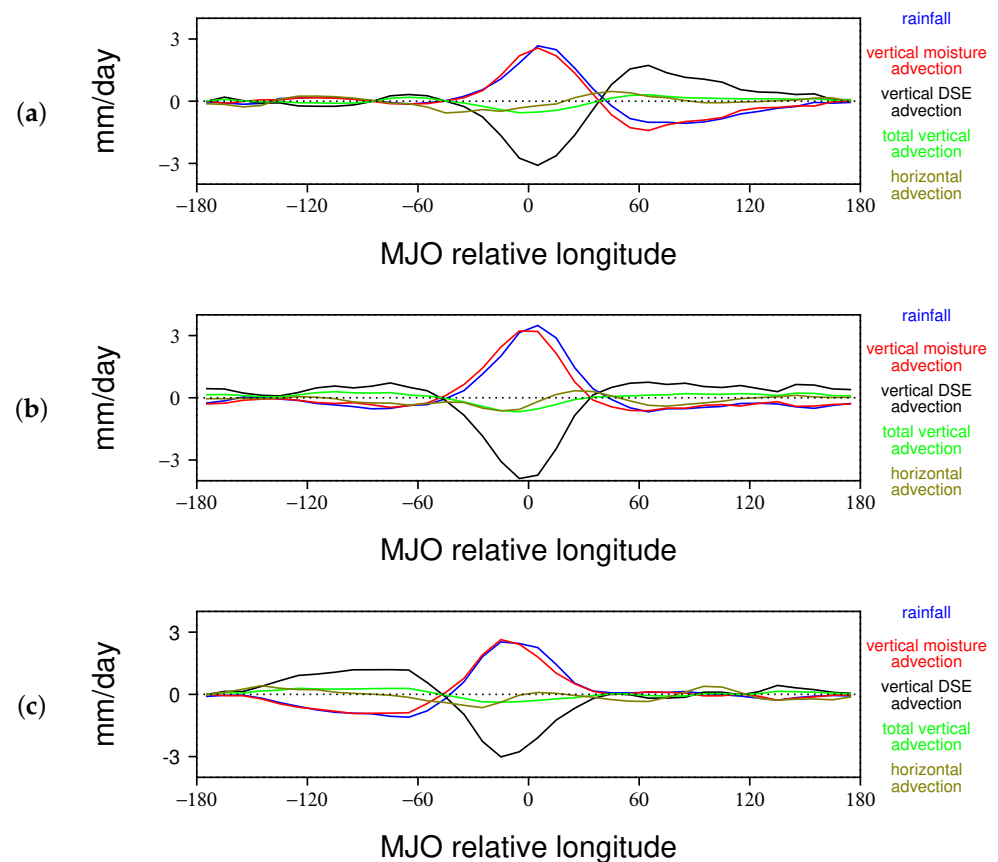 (a)
mm/day
3
0
−3
−180
−120
−60
0
60
120
180
MJO relative longitude
rainfall
vertical moisture
advection
vertical DSE
advection
total vertical
advection
horizontal
advection
(b)
mm/day
3
0
−3
−180
−120
−60
0
60
120
180
MJO relative longitude
rainfall
vertical moisture
advection
vertical DSE
advection
total vertical
advection
horizontal
advection
(c)
mm/day
3
0
-3
−180
−120
−60
0
60
120
180
MJO relative longitude
rainfall
vertical moisture
advection
vertical DSE
advection
total vertical
advection
horizontal
advection